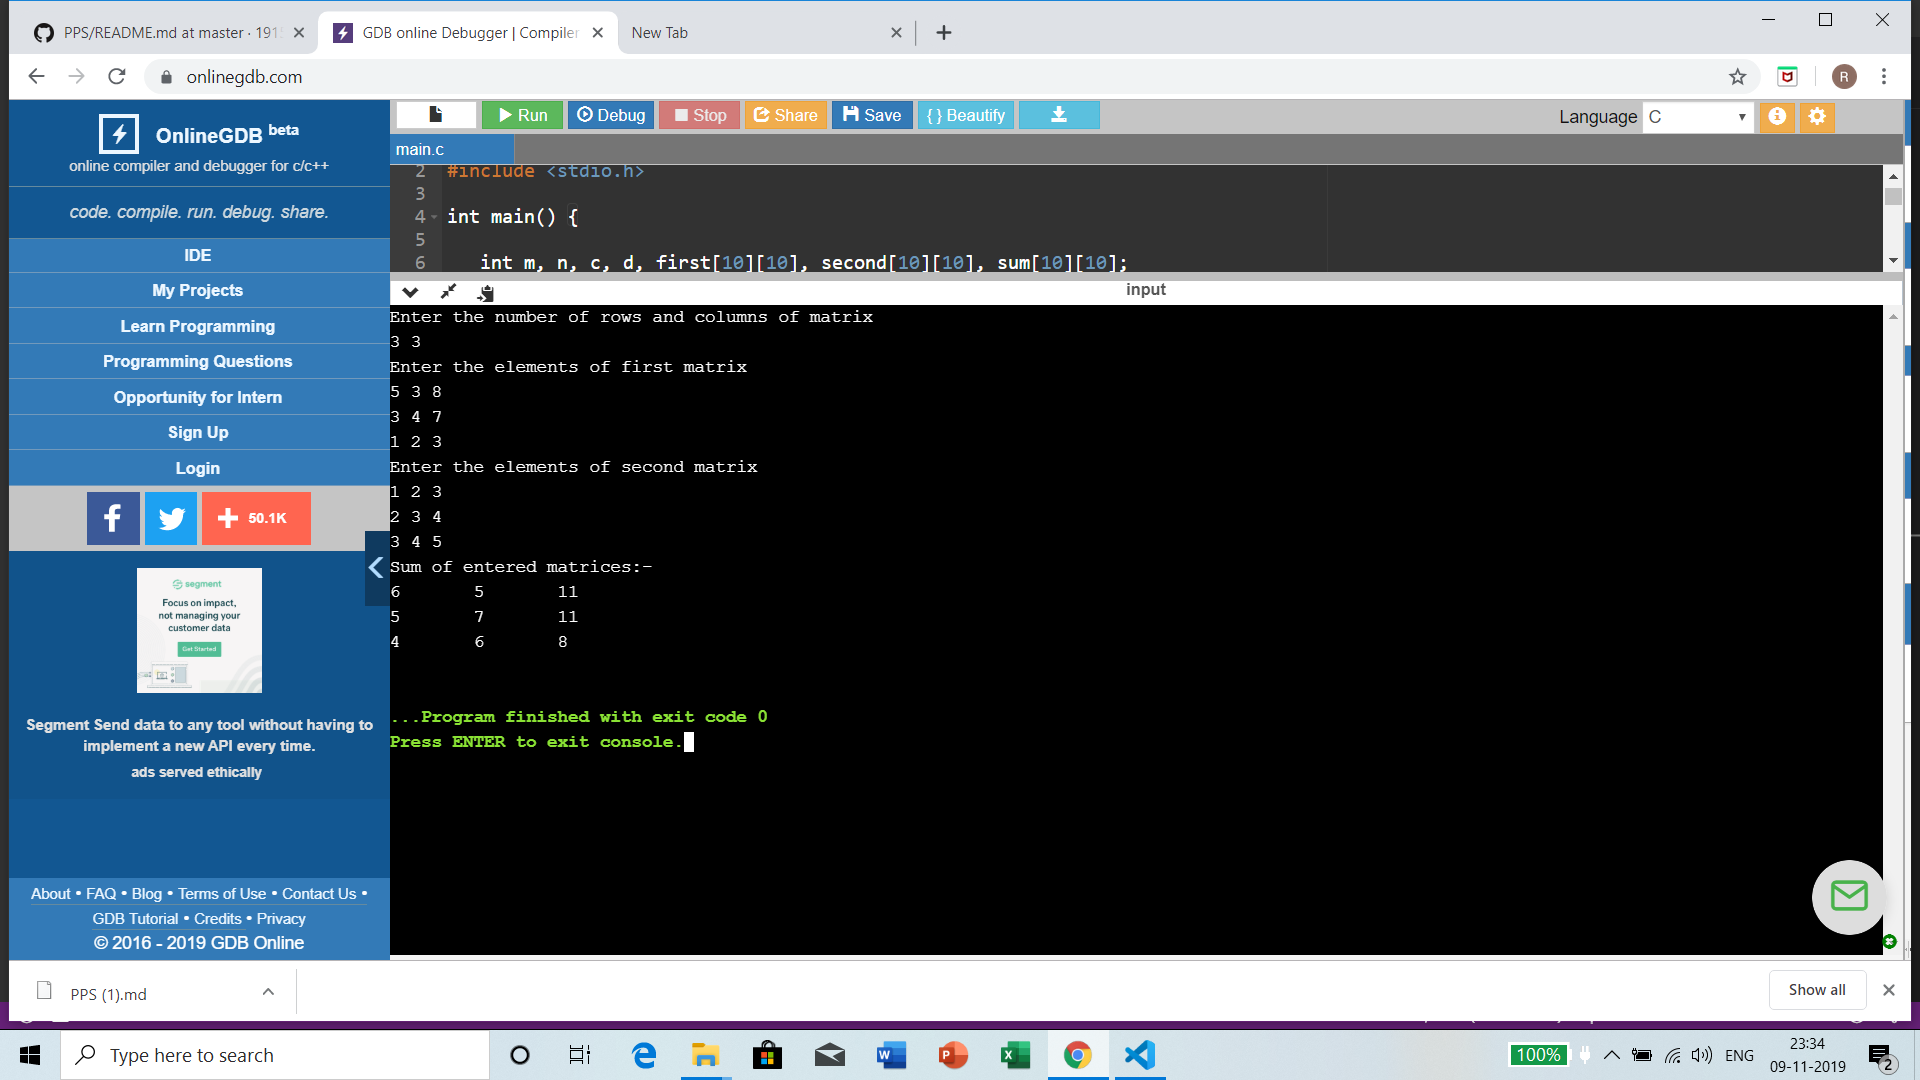 PPS/README.md at master · 191
GDB online Debugger | Compiler
New Tab
onlinegdb.com
R
OnlineGDB beta
online compiler and debugger for c/c++
code. compile. run. debug. share.
IDE
My Projects
Learn Programming
Programming Questions
Opportunity for Intern
Sign Up
Login
50.1K
segment
Focus on impact,
not managing your
customer data
Get Started
Segment Send data to any tool without having to
implement a new API every time.
ads served ethically
About • FAQ • Blog • Terms of Use • Contact Us •
GDB Tutorial • Credits • Privacy
© 2016 - 2019 GDB Online
Run
Debug
Stop
Share
Save
{ } Beautify
Language C
main.c
2 #include <stdio.h>
3
4 int main() {
5
6 int m, n, c, d, first[10][10], second[10][10], sum[10][10];
input
Enter the number of rows and columns of matrix
3 3
Enter the elements of first matrix
5 3 8
3 4 7
1 2 3
Enter the elements of second matrix
1 2 3
2 3 4
3 4 5
Sum of entered matrices:-
6 5 11
5 7 11
4 6 8
...Program finished with exit code 0
Press ENTER to exit console.
PPS (1).md
Show all
Type here to search
100%
ENG
23:34
09-11-2019
2